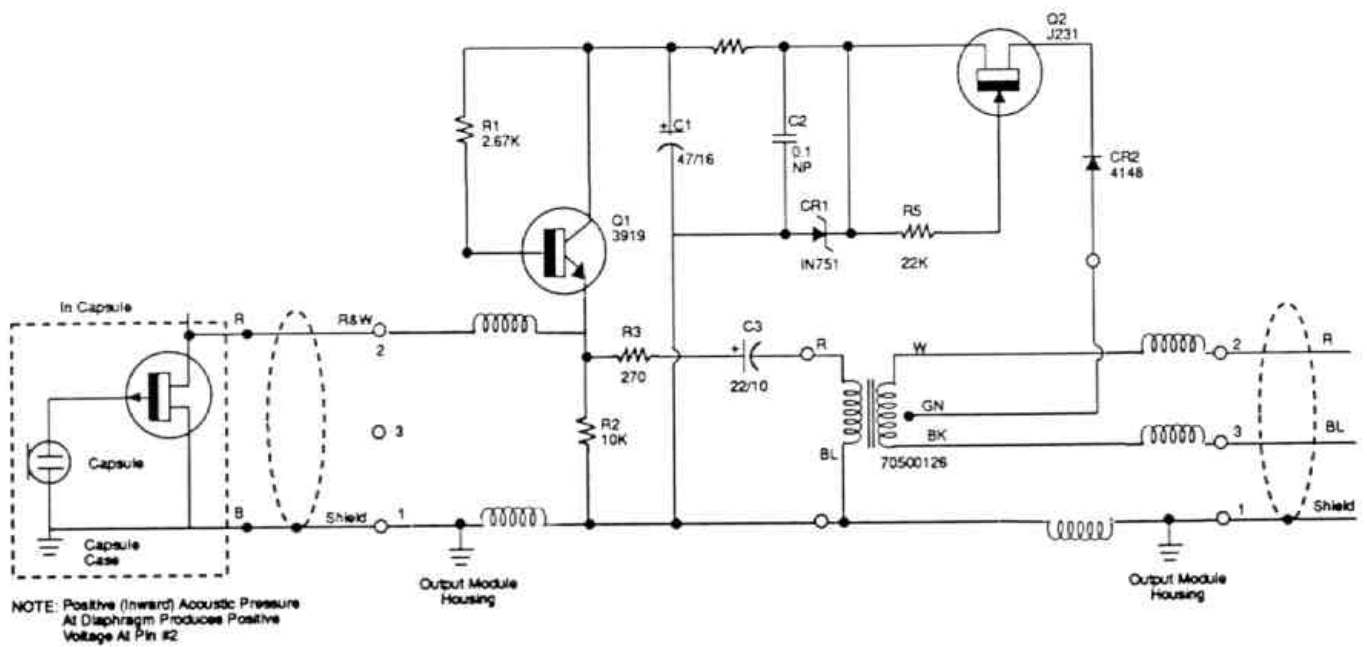 Q2
J231
R1
2.67K
+ C1
47/16
C2
0.1
NP
CR2
4148
Q1
3919
CR1
IN751
R5
22K
In Capsule
R
R&W
2
R3
270
+ C3
22/10
R
W
2
R
3
R2
10K
GN
BK
3
BL
Capsule
BL
70500126
B
Shield
1
1
Shield
Capsule
Case
Output Module
Housing
Output Module
Housing
NOTE: Positive (Inward) Acoustic Pressure
At Diaphragm Produces Positive
Voltage At Pin #2